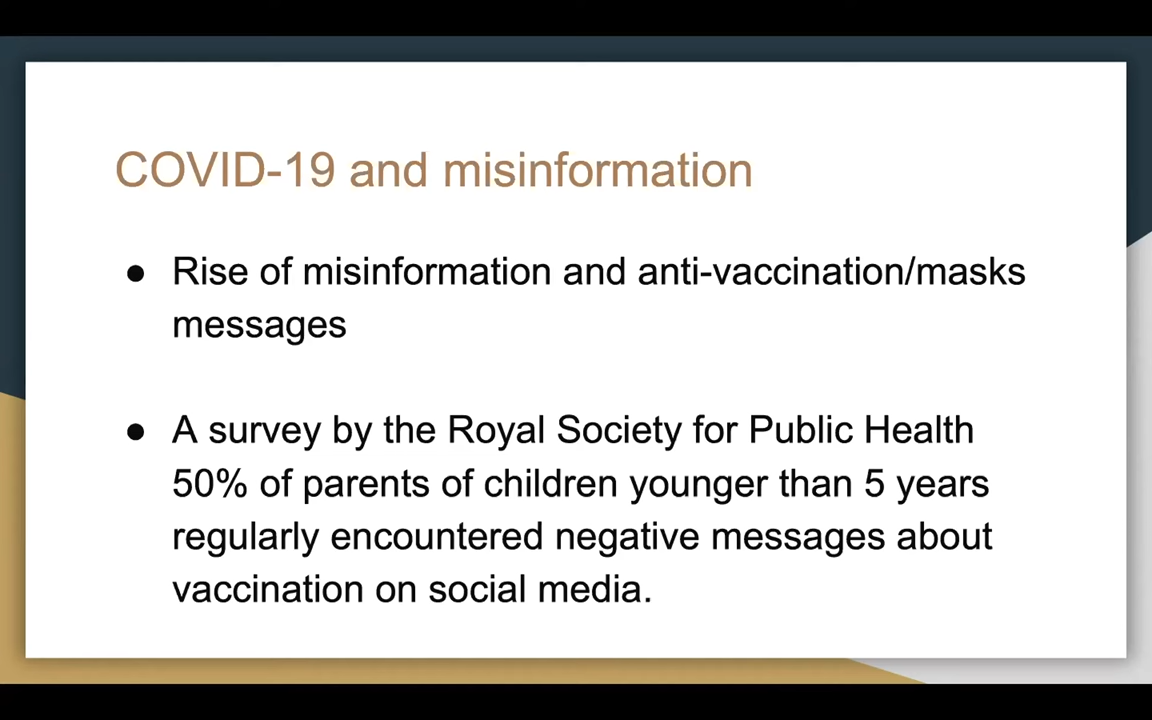 COVID-19 and misinformation
● Rise of misinformation and anti-vaccination/masks
messages
● A survey by the Royal Society for Public Health
50% of parents of children younger than 5 years
regularly encountered negative messages about
vaccination on social media.